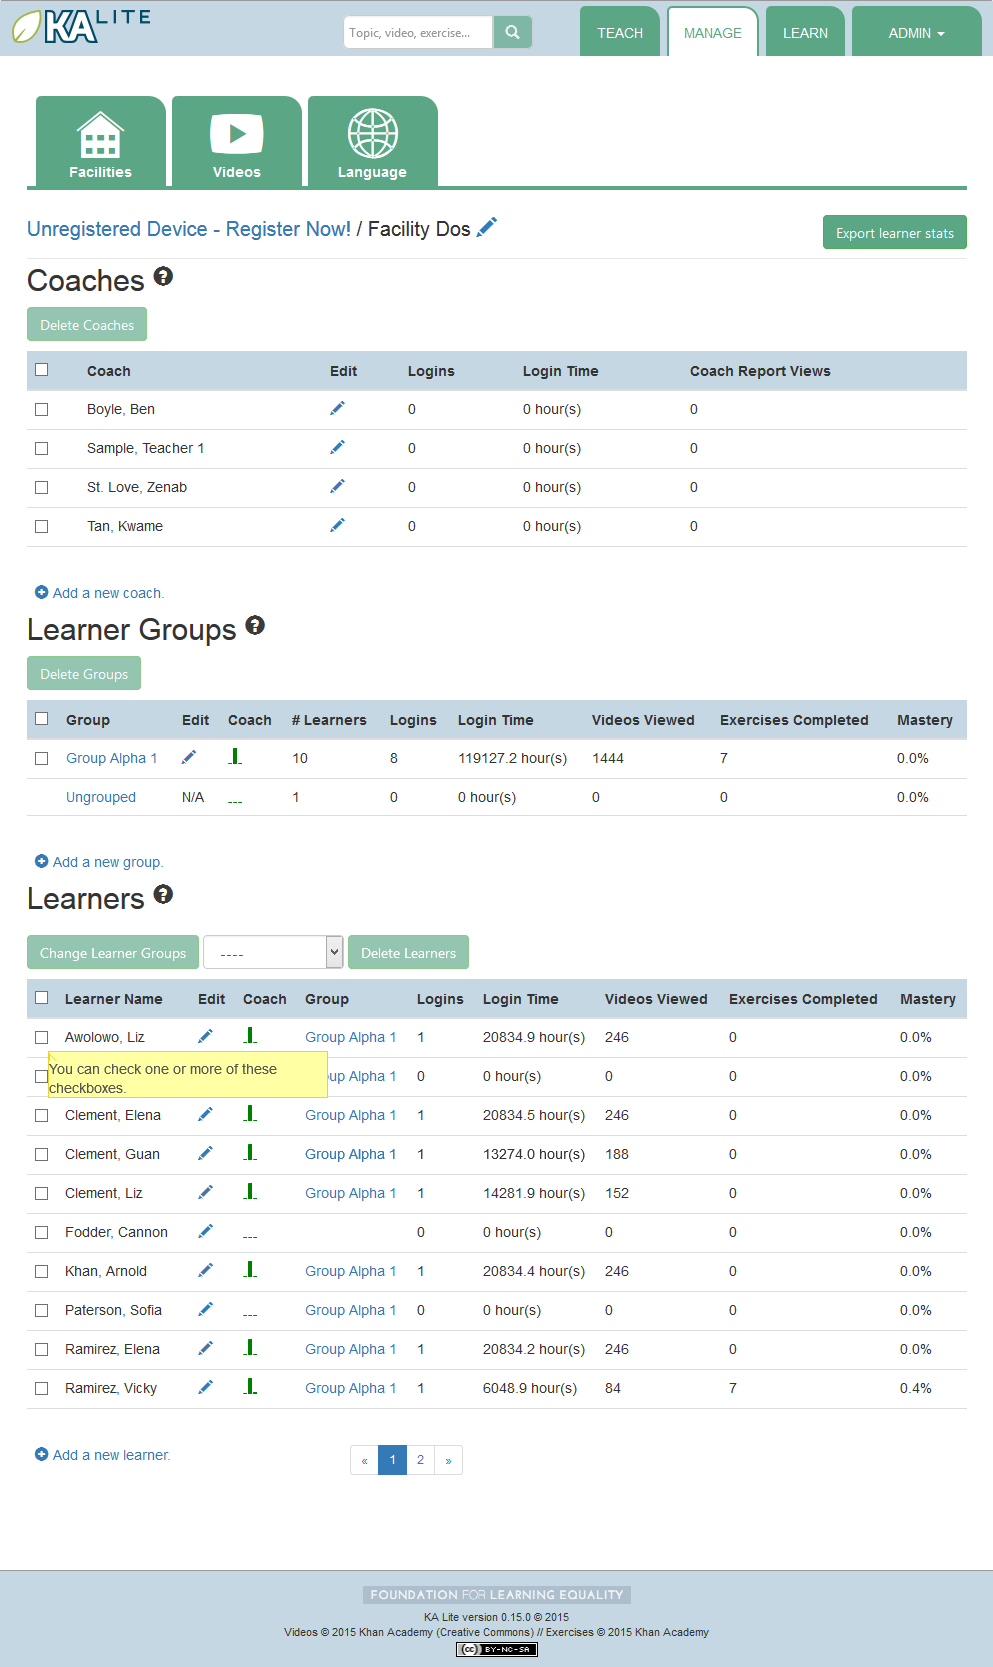 KA LITE
Topic, video, exercise...
TEACH
MANAGE
LEARN
ADMIN
Facilities
Videos
Language
Unregistered Device - Register Now! / Facility Dos
Export learner stats
Coaches
Delete Coaches
Coach Edit Logins Login Time Coach Report Views
Boyle, Ben 0 0 hour(s) 0
Sample, Teacher 1 0 0 hour(s) 0
St. Love, Zenab 0 0 hour(s) 0
Tan, Kwame 0 0 hour(s) 0
Add a new coach.
Learner Groups
Delete Groups
Group Edit Coach # Learners Logins Login Time Videos Viewed Exercises Completed Mastery
Group Alpha 1 10 8 119127.2 hour(s) 1444 7 0.0%
Ungrouped N/A 1 0 0 hour(s) 0 0 0.0%
Add a new group.
Learners
Change Learner Groups ---- Delete Learners
Learner Name Edit Coach Group Logins Login Time Videos Viewed Exercises Completed Mastery
Awolowo, Liz Group Alpha 1 1 20834.9 hour(s) 246 0 0.0%
You can check one or more of these
checkboxes.
up Alpha 1 0 0 hour(s) 0 0 0.0%
Clement, Elena Group Alpha 1 1 20834.5 hour(s) 246 0 0.0%
Clement, Guan Group Alpha 1 1 13274.0 hour(s) 188 0 0.0%
Clement, Liz Group Alpha 1 1 14281.9 hour(s) 152 0 0.0%
Fodder, Cannon 0 0 hour(s) 0 0 0.0%
Khan, Arnold Group Alpha 1 1 20834.4 hour(s) 246 0 0.0%
Paterson, Sofia Group Alpha 1 0 0 hour(s) 0 0 0.0%
Ramirez, Elena Group Alpha 1 1 20834.2 hour(s) 246 0 0.0%
Ramirez, Vicky Group Alpha 1 1 6048.9 hour(s) 84 7 0.4%
Add a new learner.
« 1 2 »
FOUNDATION FOR LEARNING EQUALITY
KA Lite version 0.15.0 © 2015
Videos © 2015 Khan Academy (Creative Commons) // Exercises © 2015 Khan Academy
cc BY-NC-SA